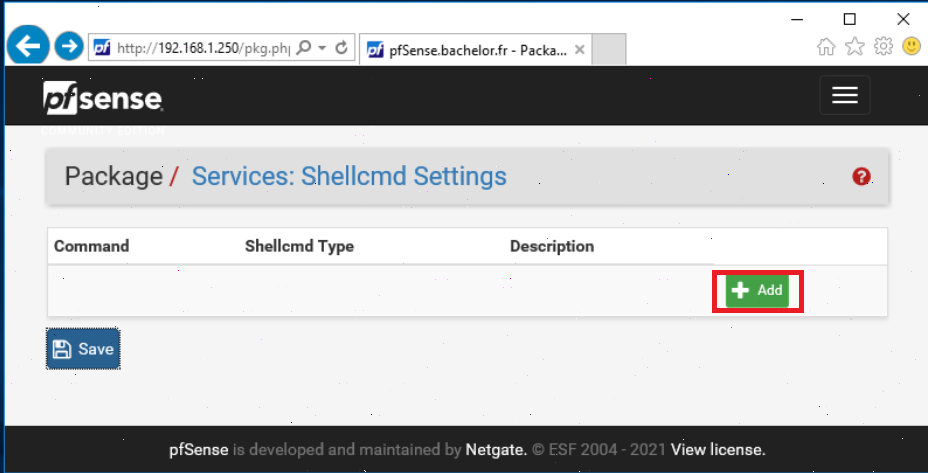 http://192.168.1.250/pkg.php
pfSense.bachelor.fr - Packa...
pfsense
COMMUNITY EDITION
Package / Services: Shellcmd Settings
Command Shellcmd Type Description
Add
Save
pfSense is developed and maintained by Netgate. © ESF 2004 - 2021 View license.